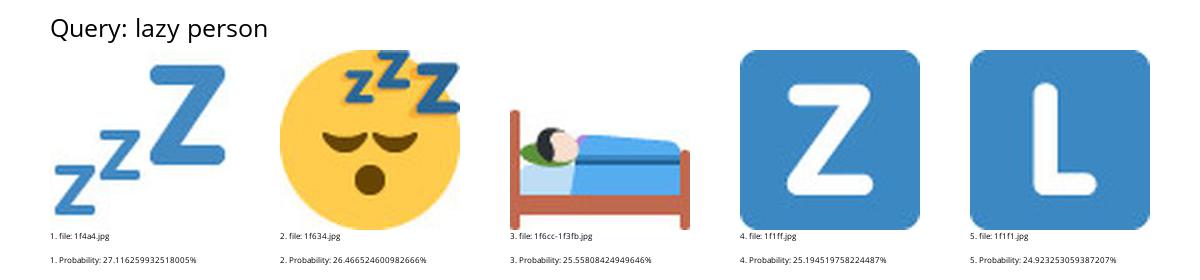 Query: lazy person
z z Z
z z Z
Z
L
1. file: 1f4a4.jpg
2. file: 1f634.jpg
3. file: 1f6cc-1f3fb.jpg
4. file: 1f1ff.jpg
5. file: 1f1f1.jpg
1. Probability: 27.116259932518005%
2. Probability: 26.466524600982666%
3. Probability: 25.55808424949646%
4. Probability: 25.194519758224487%
5. Probability: 24.923253059387207%